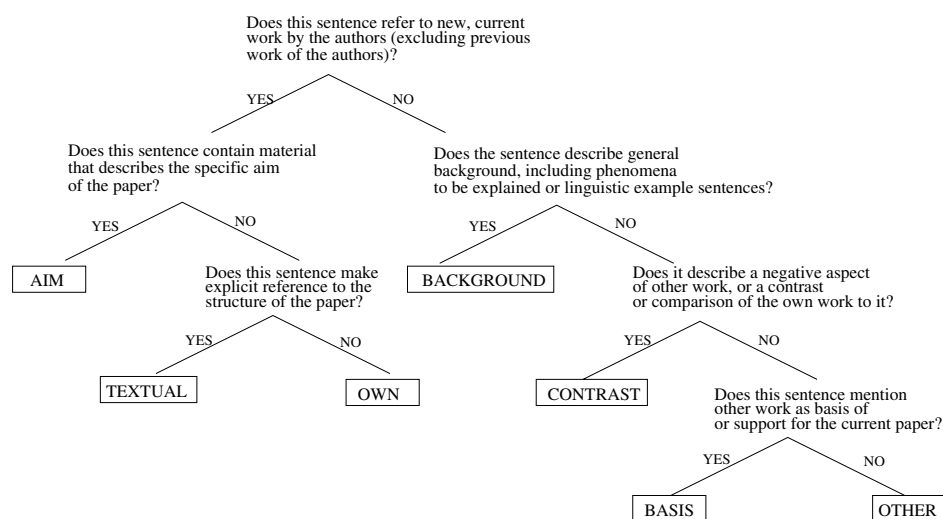 Does this sentence refer to new, current
work by the authors (excluding previous
work of the authors)?
YES
NO
Does this sentence contain material
that describes the specific aim
of the paper?
Does the sentence describe general
background, including phenomena
to be explained or linguistic example sentences?
YES
NO
YES
NO
AIM
Does this sentence make
explicit reference to the
structure of the paper?
BACKGROUND
Does it describe a negative aspect
of other work, or a contrast
or comparison of the own work to it?
YES
NO
YES
NO
TEXTUAL
OWN
CONTRAST
Does this sentence mention
other work as basis of
or support for the current paper?
YES
NO
BASIS
OTHER